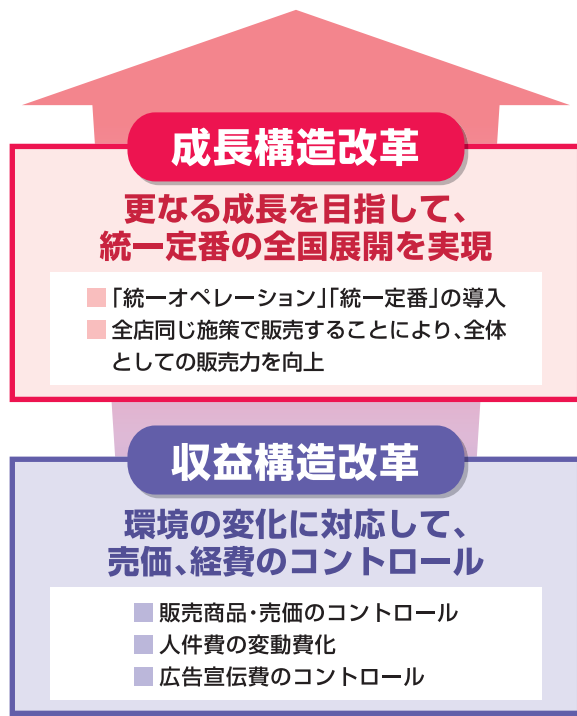 成長構造改革
更なる成長を目指して、
統一定番の全国展開を実現
「統一オペレーション」「統一定番」の導入
全店同じ施策で販売することにより、全体
としての販売力を向上
収益構造改革
環境の変化に対応して、
売価、経費のコントロール
販売商品・売価のコントロール
人件費の変動費化
広告宣伝費のコントロール